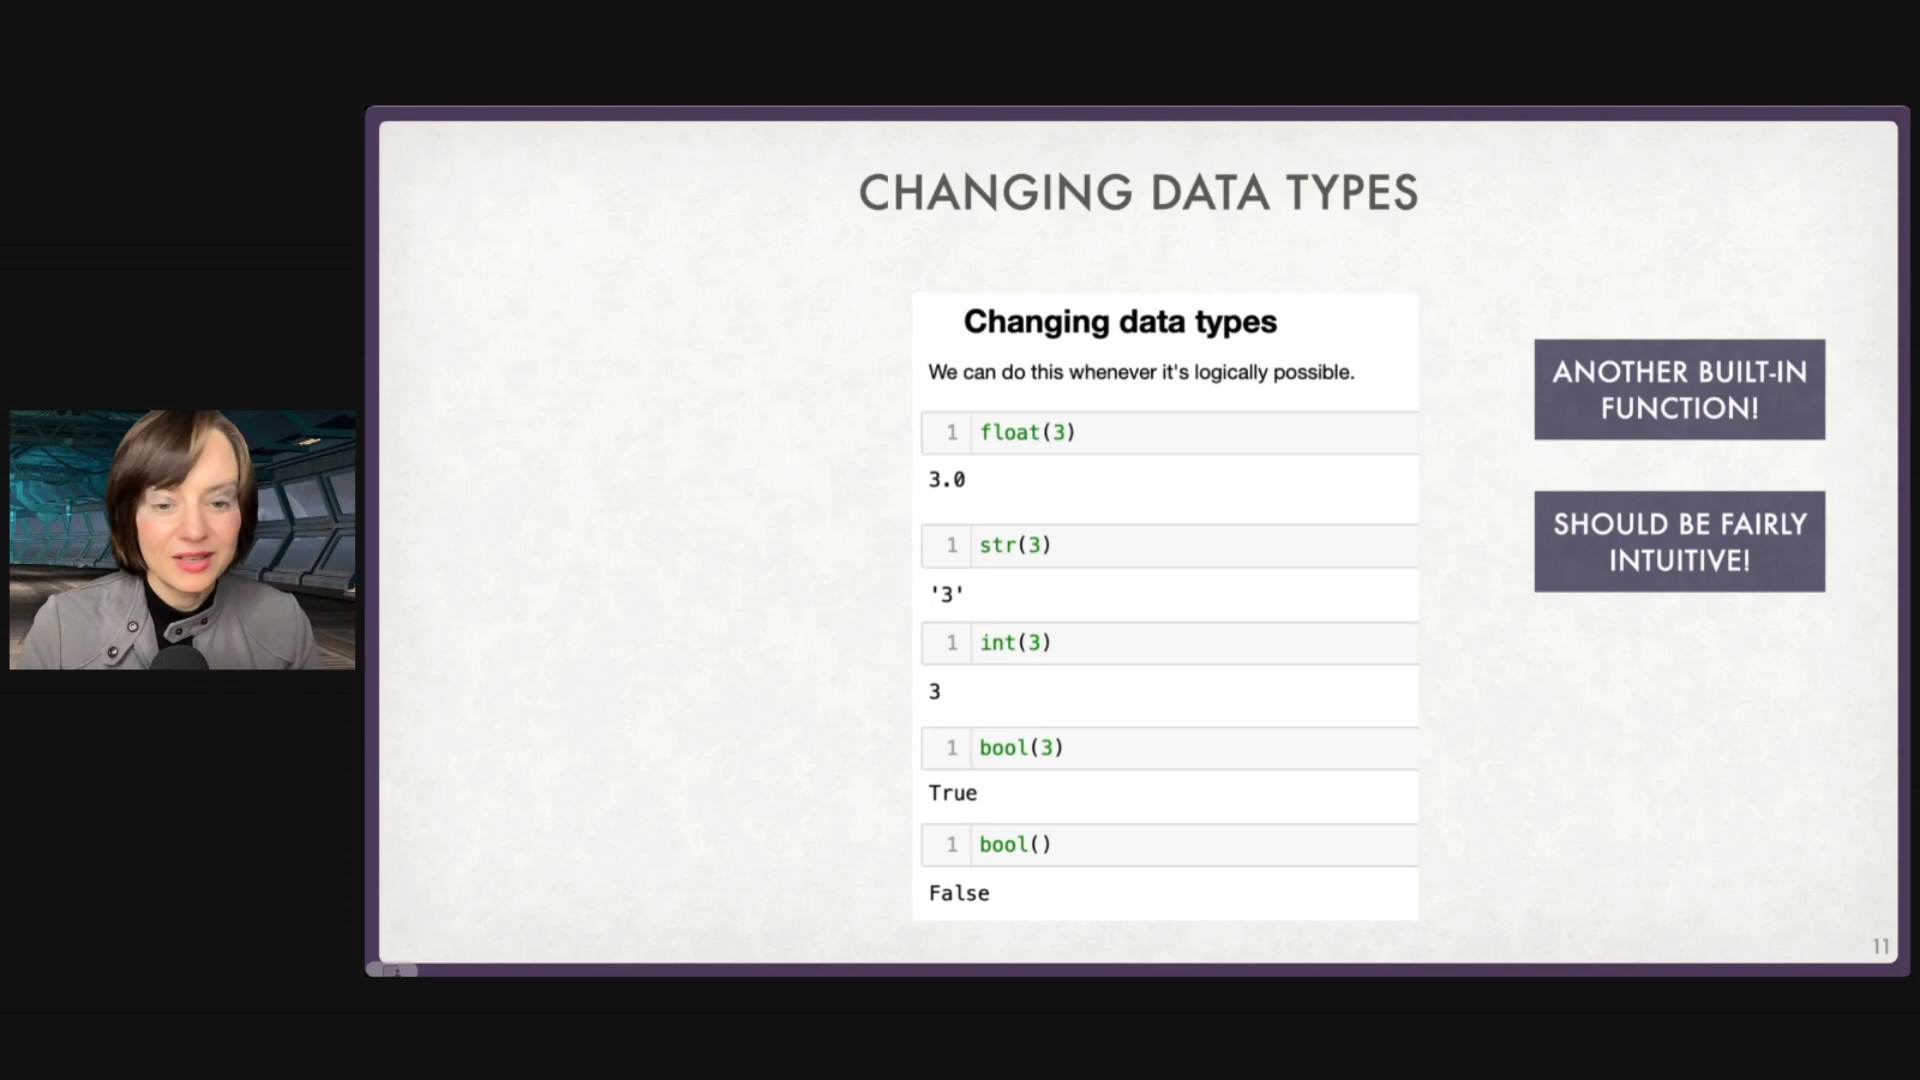 CHANGING DATA TYPES
Changing data types
We can do this whenever it's logically possible.
1 float(3)
3.0
1 str(3)
'3'
1 int(3)
3
1 bool(3)
True
1 bool()
False
ANOTHER BUILT-IN
FUNCTION!
SHOULD BE FAIRLY
INTUITIVE!
11